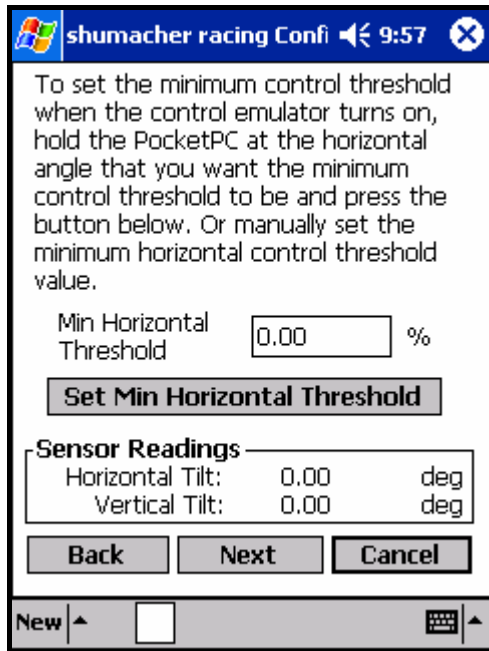 shumacher racing Confi 9:57
To set the minimum control threshold
when the control emulator turns on,
hold the PocketPC at the horizontal
angle that you want the minimum
control threshold to be and press the
button below. Or manually set the
minimum horizontal control threshold
value.
Min Horizontal
Threshold
0.00 %
Set Min Horizontal Threshold
Sensor Readings
Horizontal Tilt: 0.00 deg
Vertical Tilt: 0.00 deg
Back Next Cancel
New